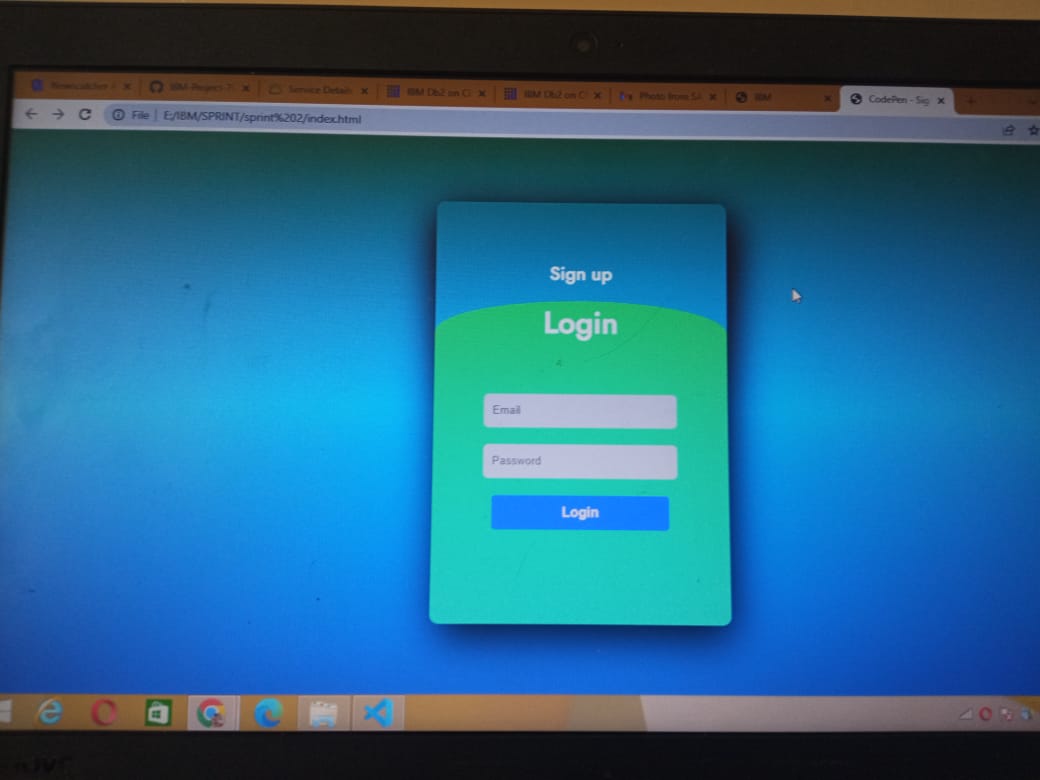 IBM-Project-7
Service Details
IBM Db2 on Cl
IBM Db2 on Cl
Photo from SA
IBM
CodePen - Sig
File
E:/IBM/SPRINT/sprint%202/index.html
Sign up
Login
Email
Password
Login